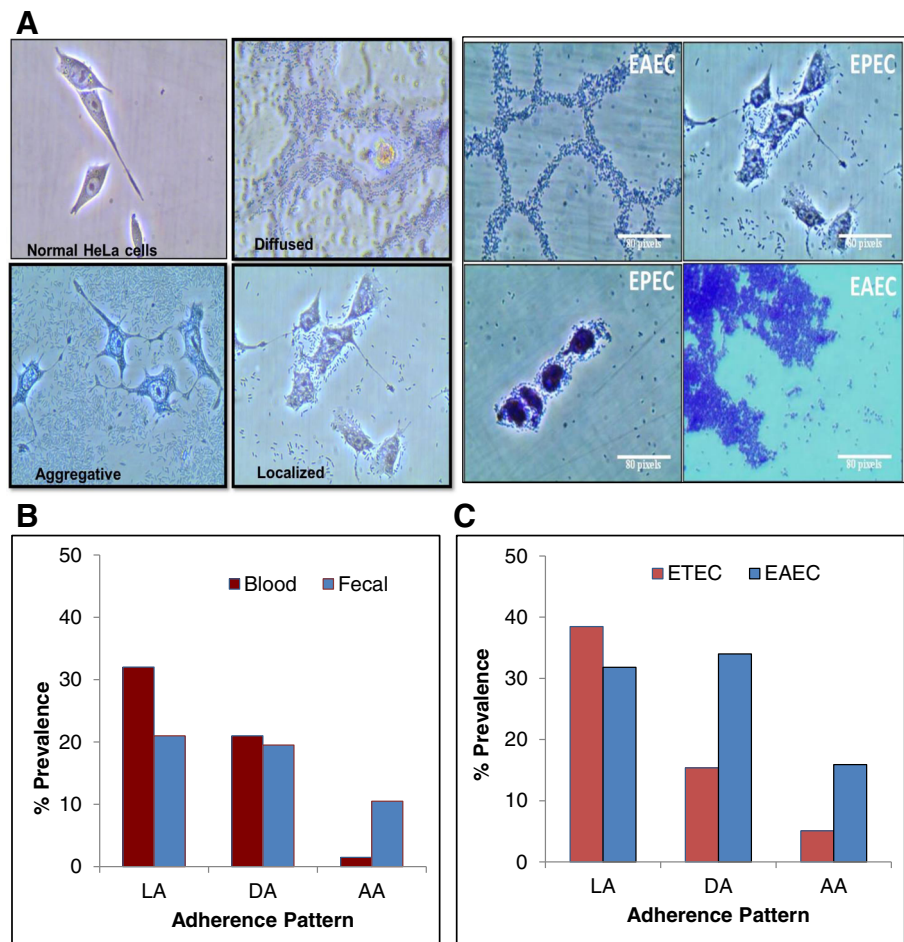 A
Normal HeLa cells
Diffused
Aggregative
Localized
EAEC
80 pixels
EPEC
60 pixels
EPEC
80 pixels
EAEC
80 pixels
B
50
40
30
20
10
0
% Prevalence
Blood
Fecal
LA
DA
AA
Adherence Pattern
C
50
40
30
20
10
0
% Prevalence
ETEC
EAEC
LA
DA
AA
Adherence Pattern